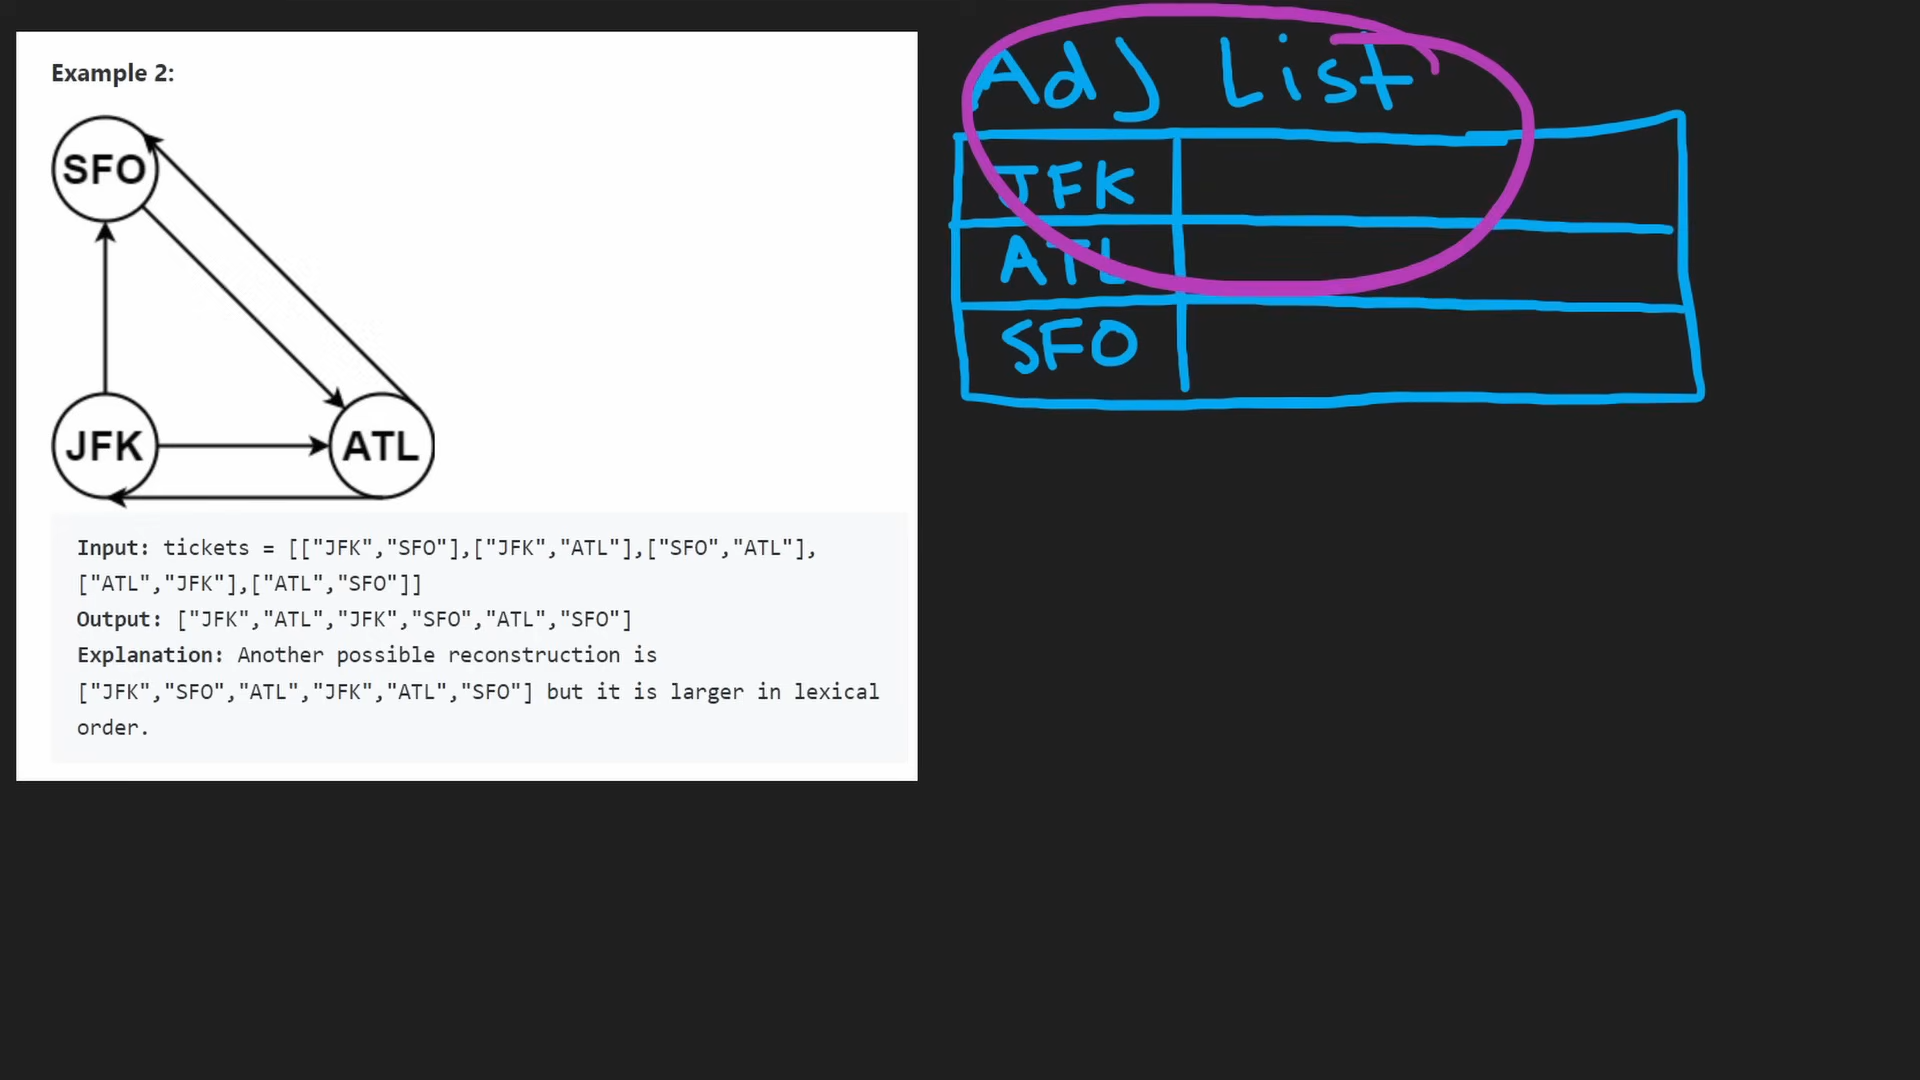 Example 2:
SFO
JFK
ATL
Input: tickets = [["JFK","SFO"],["JFK","ATL"],["SFO","ATL"],
["ATL","JFK"],["ATL","SFO"]]
Output: ["JFK","ATL","JFK","SFO","ATL","SFO"]
Explanation: Another possible reconstruction is
["JFK","SFO","ATL","JFK","ATL","SFO"] but it is larger in lexical
order.
Adj List
JFK
ATL
SFO